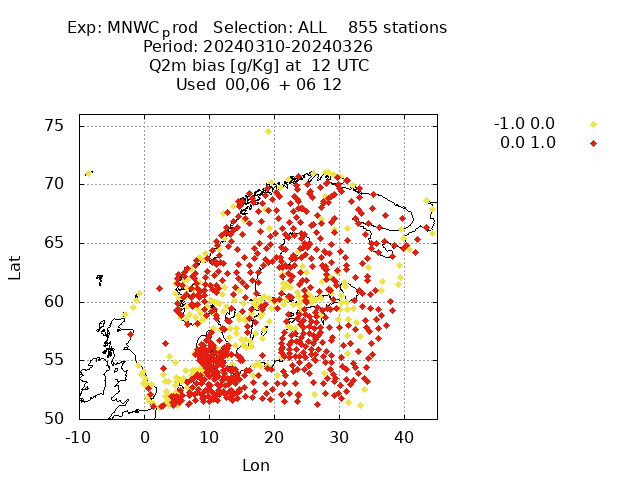 Exp: MNWCprod   Selection: ALL    855 stations
Period: 20240310-20240326
Q2m bias [g/Kg] at  12 UTC
Used  00,06  + 06 12
-1.0 0.0
0.0 1.0
75
70
65
60
55
50
Lat
-10 0 10 20 30 40
Lon